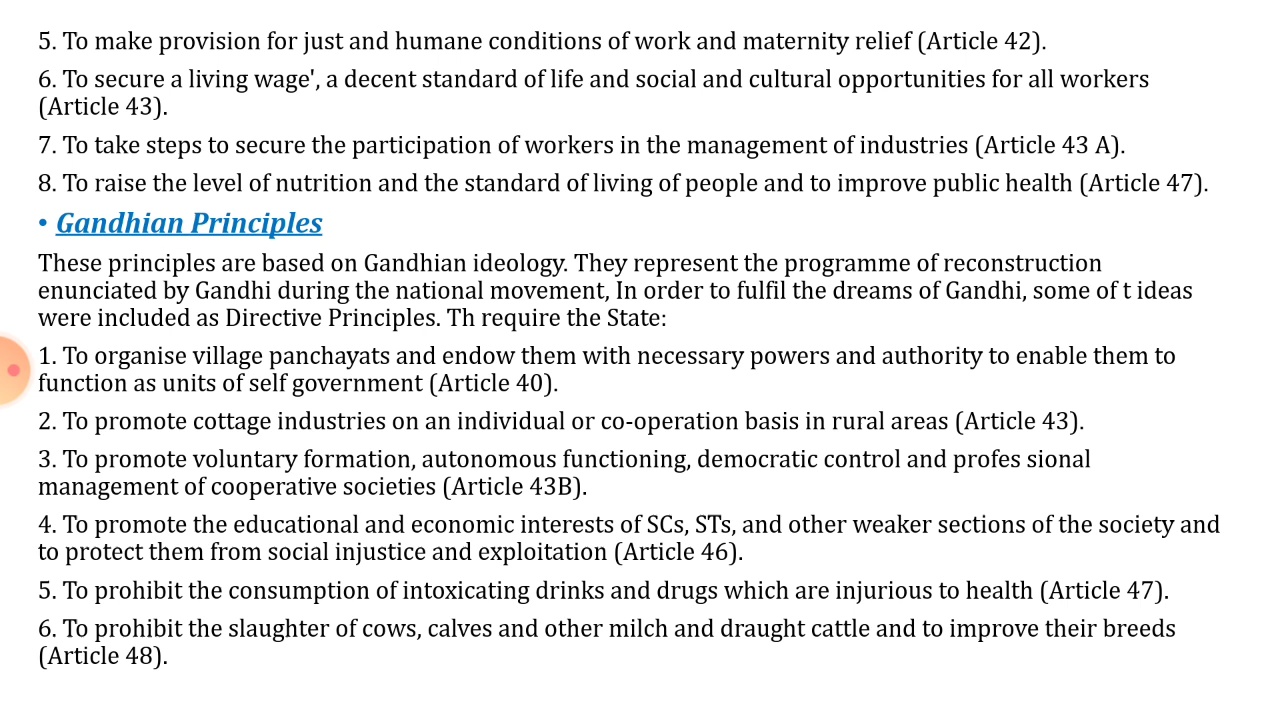 5. To make provision for just and humane conditions of work and maternity relief (Article 42).
6. To secure a living wage', a decent standard of life and social and cultural opportunities for all workers
(Article 43).
7. To take steps to secure the participation of workers in the management of industries (Article 43 A).
8. To raise the level of nutrition and the standard of living of people and to improve public health (Article 47).
• Gandhian Principles
These principles are based on Gandhian ideology. They represent the programme of reconstruction
enunciated by Gandhi during the national movement, In order to fulfil the dreams of Gandhi, some of t ideas
were included as Directive Principles. Th require the State:
1. To organise village panchayats and endow them with necessary powers and authority to enable them to
function as units of self government (Article 40).
2. To promote cottage industries on an individual or co-operation basis in rural areas (Article 43).
3. To promote voluntary formation, autonomous functioning, democratic control and profes sional
management of cooperative societies (Article 43B).
4. To promote the educational and economic interests of SCs, STs, and other weaker sections of the society and
to protect them from social injustice and exploitation (Article 46).
5. To prohibit the consumption of intoxicating drinks and drugs which are injurious to health (Article 47).
6. To prohibit the slaughter of cows, calves and other milch and draught cattle and to improve their breeds
(Article 48).